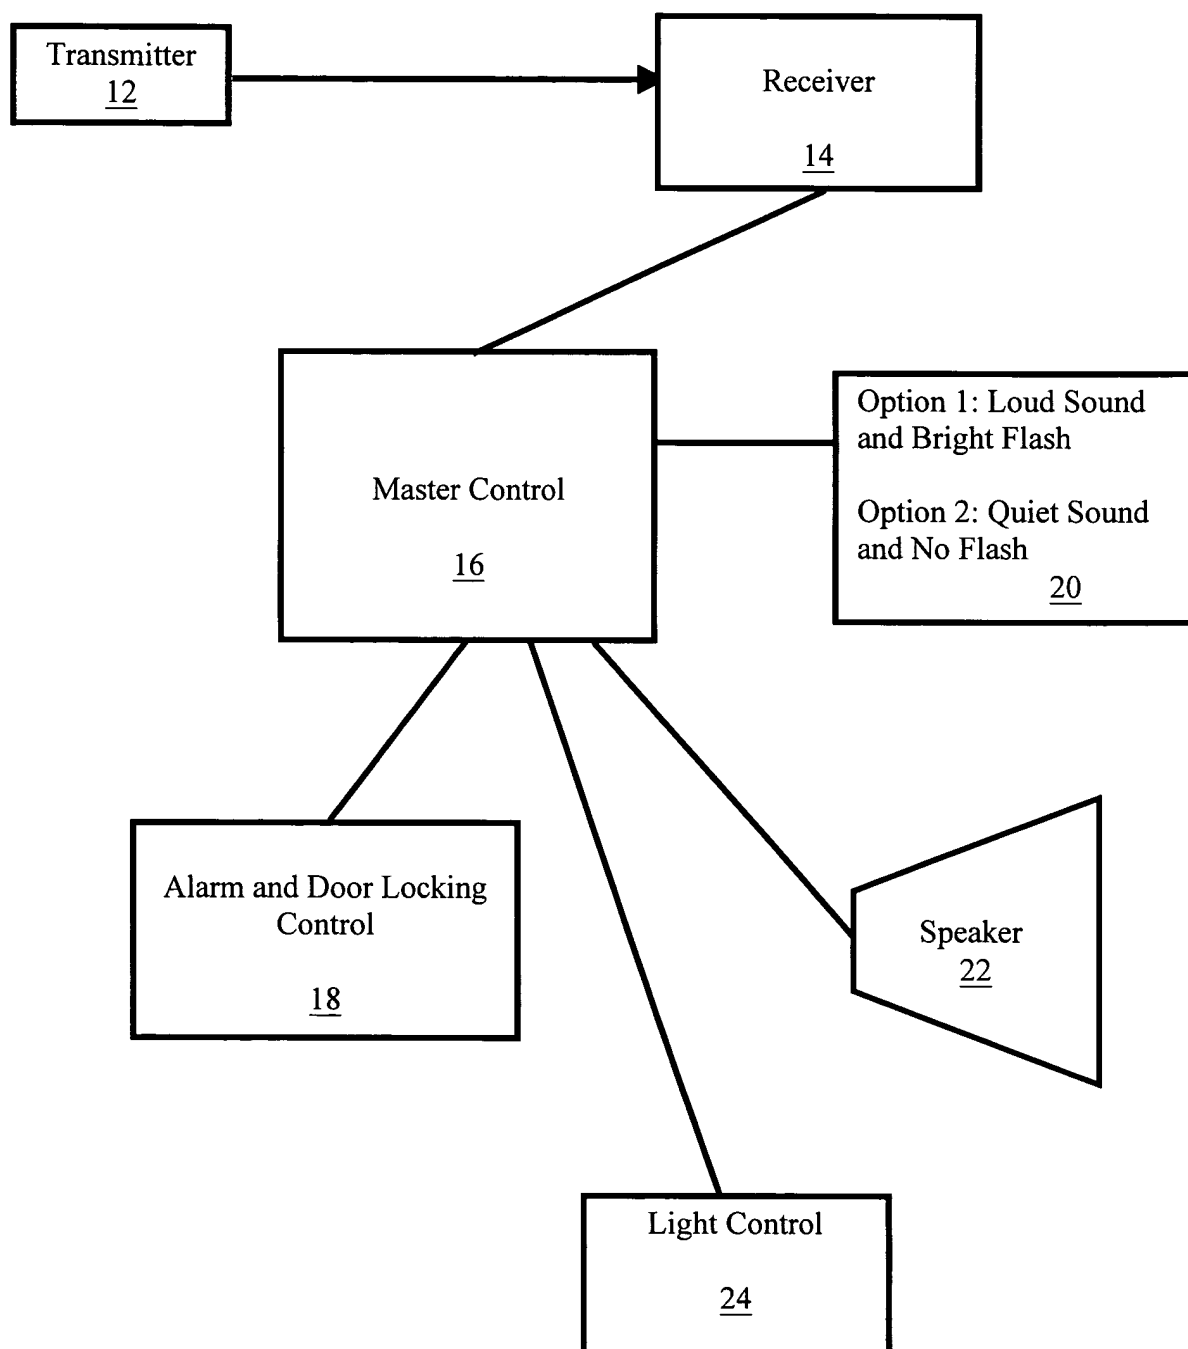 Transmitter
12
Receiver
14
Master Control
16
Option 1: Loud Sound
and Bright Flash
Option 2: Quiet Sound
and No Flash
20
Alarm and Door Locking
Control
18
Speaker
22
Light Control
24